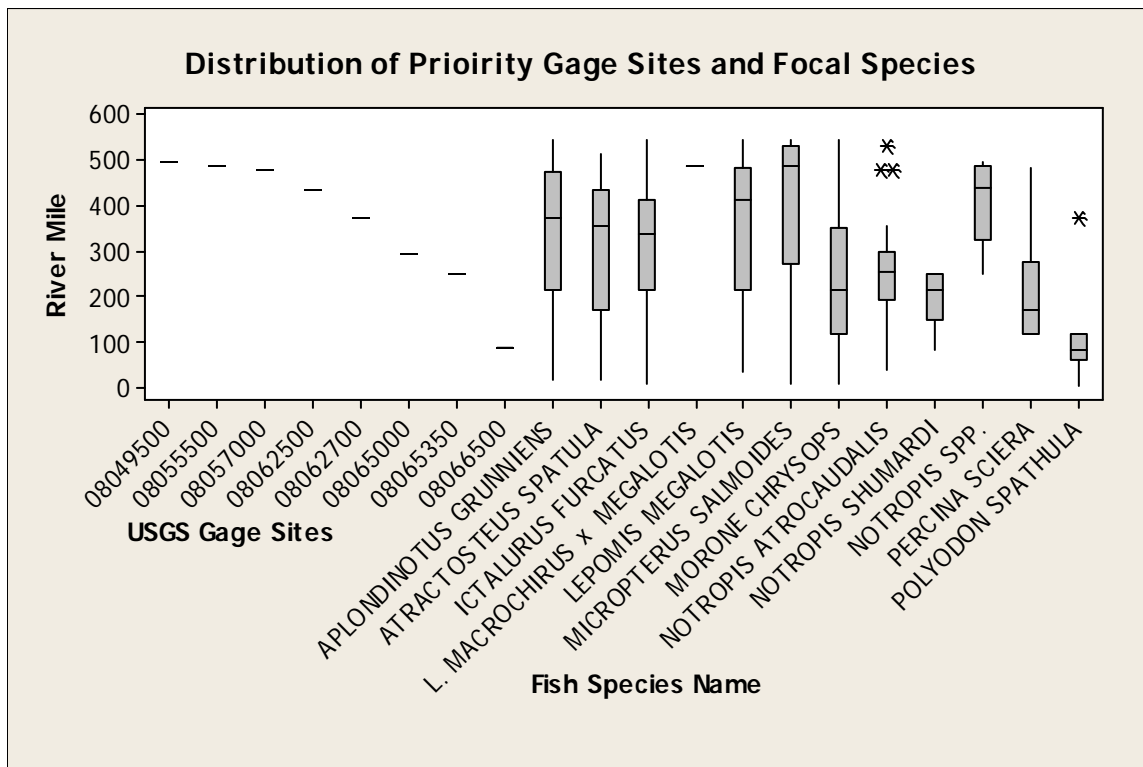 Distribution of Prioirity Gage Sites and Focal Species
River Mile
600
500
400
300
200
100
0
08049500
08055500
08057000
08062500
08062700
08065000
08065350
08066500
APLONDINOTUS GRUNNIENS
ATRACTOSTEUS SPATULA
ICTALURUS FURCATUS
L. MACROCHIRUS x MEGALOTIS
LEPOMIS MEGALOTIS
MICROPTERUS SALMOIDES
MORONE CHRYSOPS
NOTROPIS ATROCAUDALIS
NOTROPIS SHUMARDI
NOTROPIS SPP.
PERCINA SCIERA
POLYODON SPATHULA
USGS Gage Sites
Fish Species Name